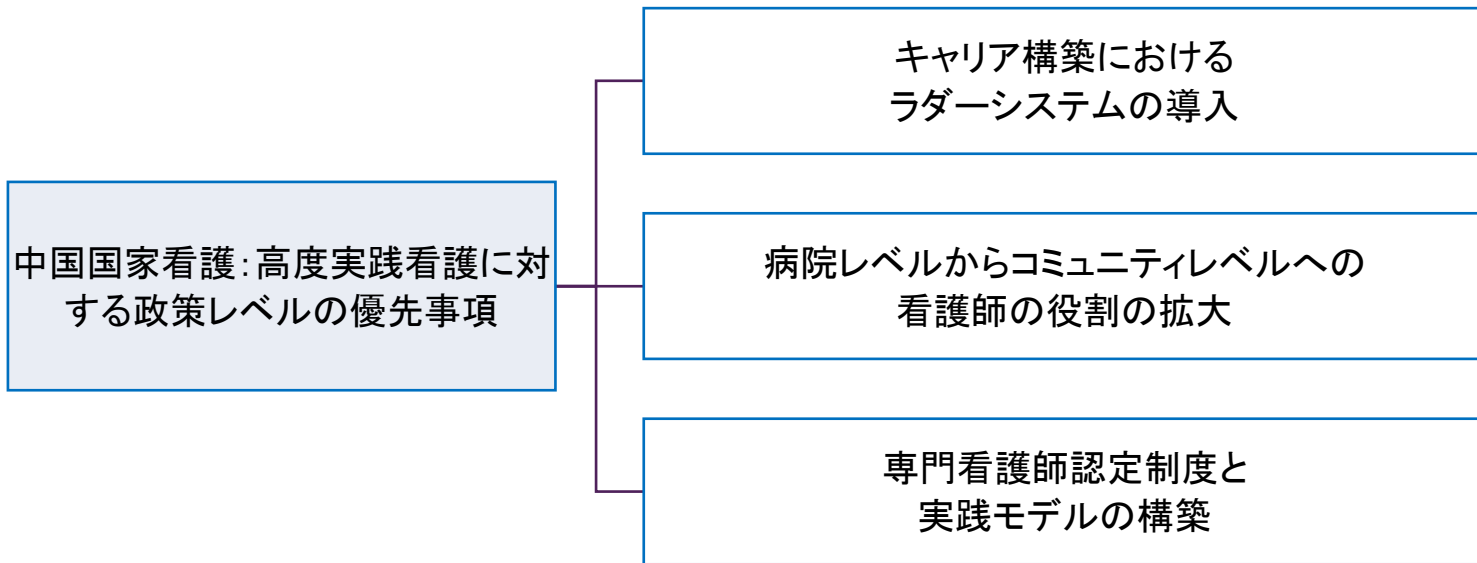 中国国家看護：高度実践看護に対
する政策レベルの優先事項
キャリア構築における
ラダーシステムの導入
病院レベルからコミュニティレベルへの
看護師の役割の拡大
専門看護師認定制度と
実践モデルの構築